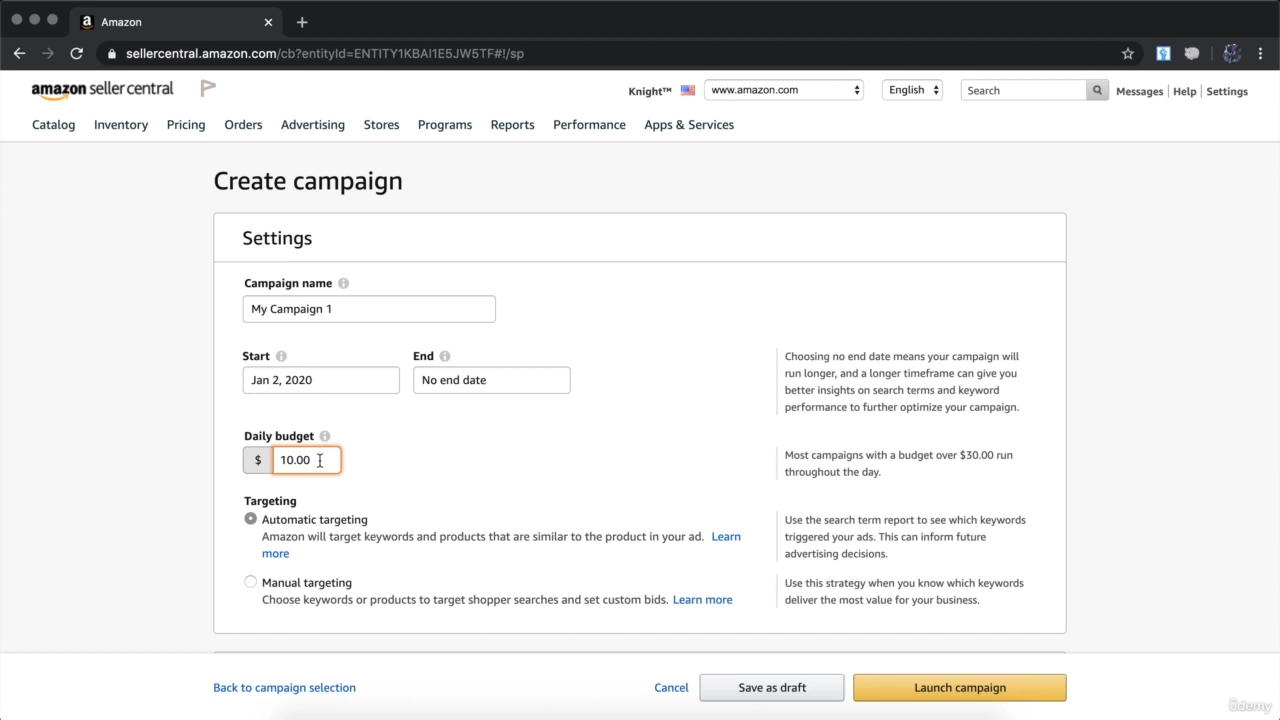 Amazon
sellercentral.amazon.com/cb?entityId=ENTITY1KBAI1E5JW5TF#!/sp
amazon seller central
Knight™ www.amazon.com English Search Messages | Help | Settings
Catalog Inventory Pricing Orders Advertising Stores Programs Reports Performance Apps & Services
Create campaign
Settings
Campaign name
My Campaign 1
Start End
Jan 2, 2020 No end date
Choosing no end date means your campaign will
run longer, and a longer timeframe can give you
better insights on search terms and keyword
performance to further optimize your campaign.
Daily budget
$ 10.00
Most campaigns with a budget over $30.00 run
throughout the day.
Targeting
Automatic targeting
Amazon will target keywords and products that are similar to the product in your ad. Learn
more
Use the search term report to see which keywords
triggered your ads. This can inform future
advertising decisions.
Manual targeting
Choose keywords or products to target shopper searches and set custom bids. Learn more
Use this strategy when you know which keywords
deliver the most value for your business.
Back to campaign selection Cancel Save as draft Launch campaign
ûdemy